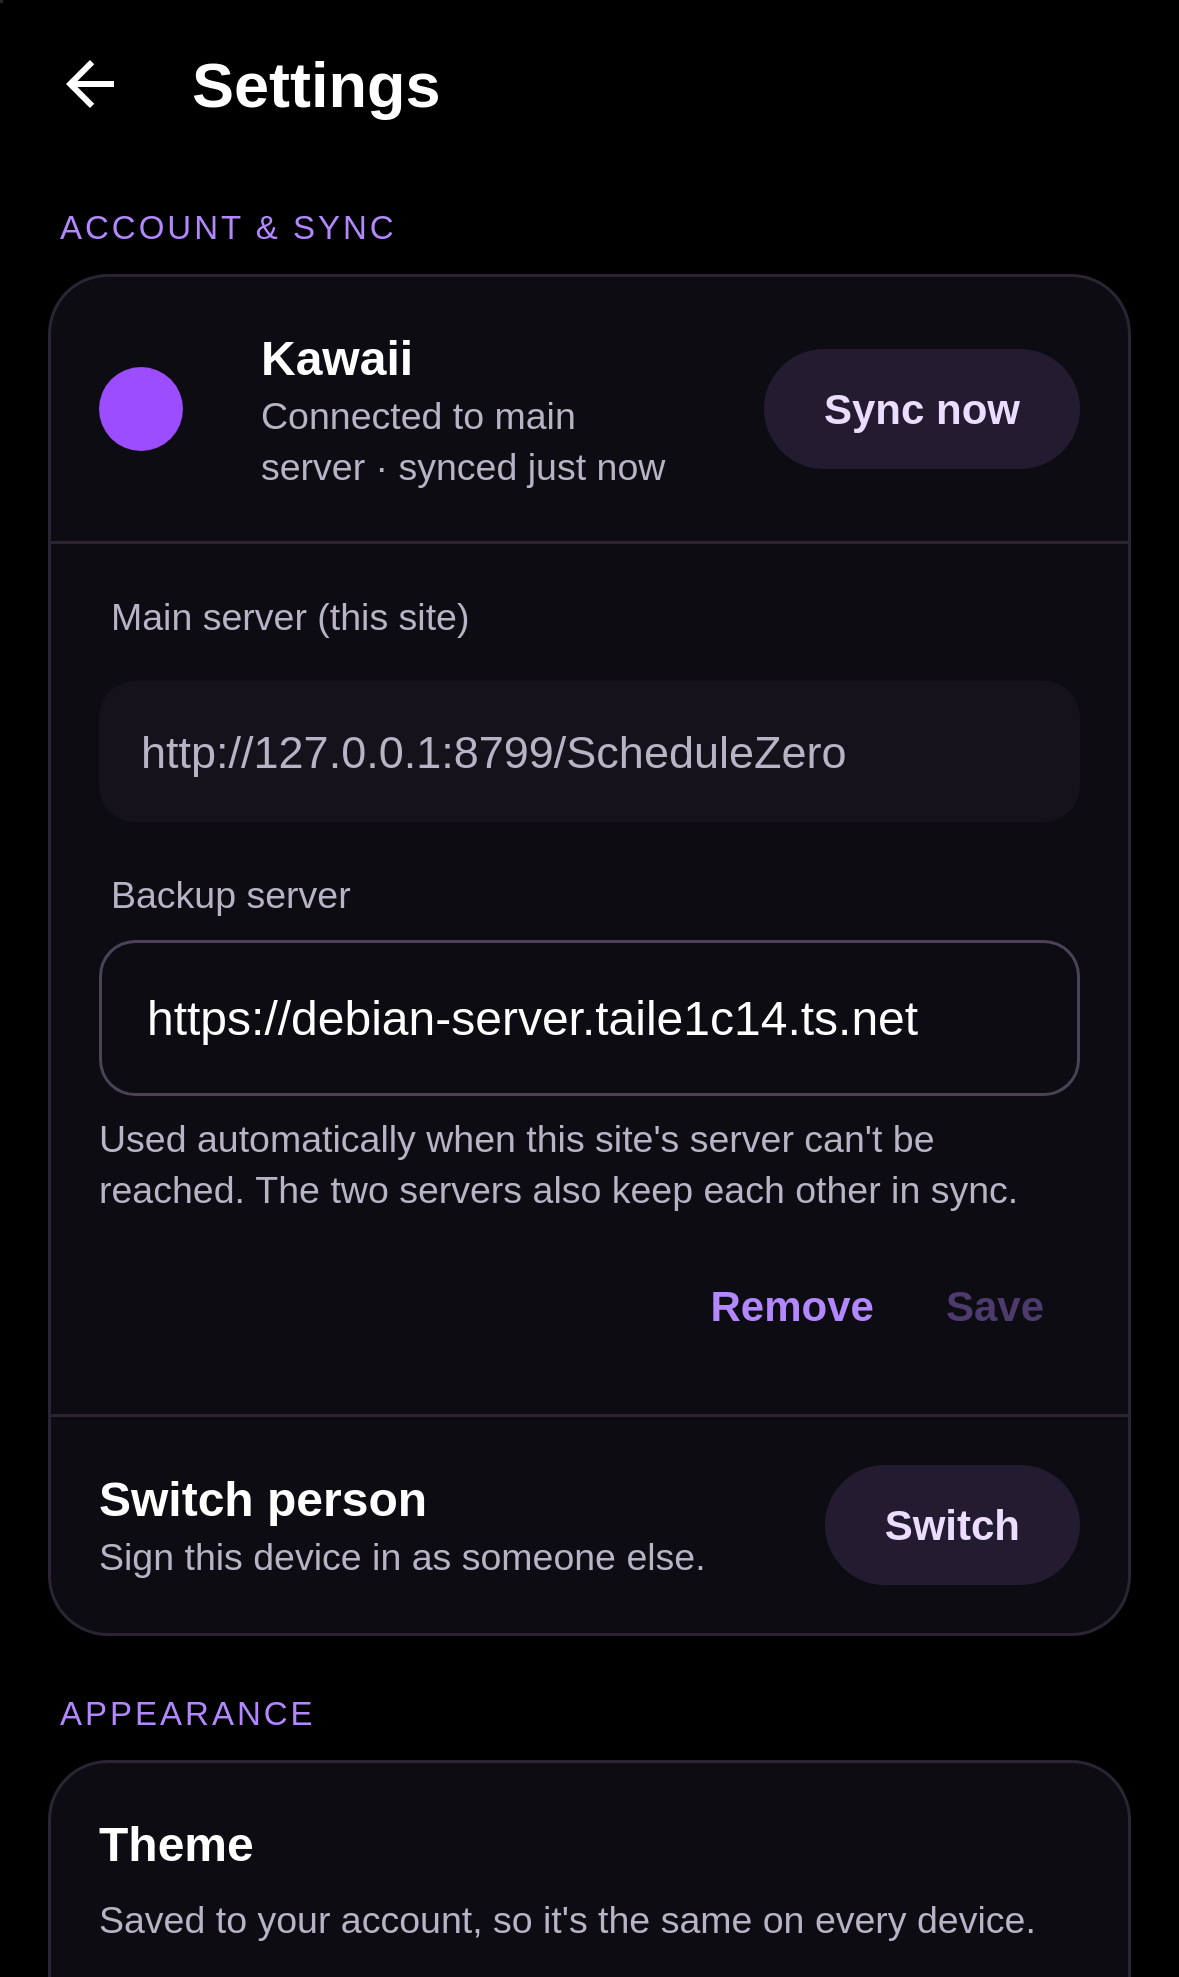 Settings
ACCOUNT & SYNC
Kawaii
Connected to main
server · synced just now
Sync now
Main server (this site)
http://127.0.0.1:8799/ScheduleZero
Backup server
https://debian-server.taile1c14.ts.net
Used automatically when this site's server can't be
reached. The two servers also keep each other in sync.
Remove
Save
Switch person
Sign this device in as someone else.
Switch
APPEARANCE
Theme
Saved to your account, so it's the same on every device.